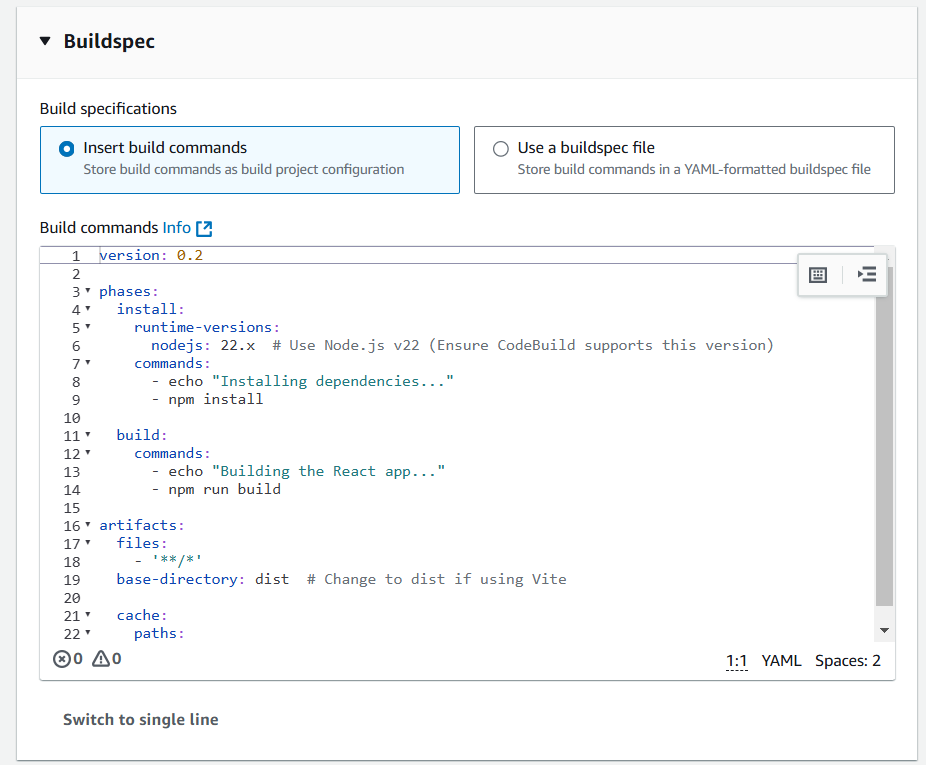 Buildspec
Build specifications
Insert build commands
Store build commands as build project configuration
Use a buildspec file
Store build commands in a YAML-formatted buildspec file
Build commands Info
1 version: 0.2
2
3 phases:
4   install:
5     runtime-versions:
6       nodejs: 22.x  # Use Node.js v22 (Ensure CodeBuild supports this version)
7     commands:
8       - echo "Installing dependencies..."
9       - npm install
10
11   build:
12     commands:
13       - echo "Building the React app..."
14       - npm run build
15
16 artifacts:
17   files:
18     - '**/*'
19   base-directory: dist  # Change to dist if using Vite
20
21   cache:
22     paths:
0 0 1:1 YAML Spaces: 2
Switch to single line